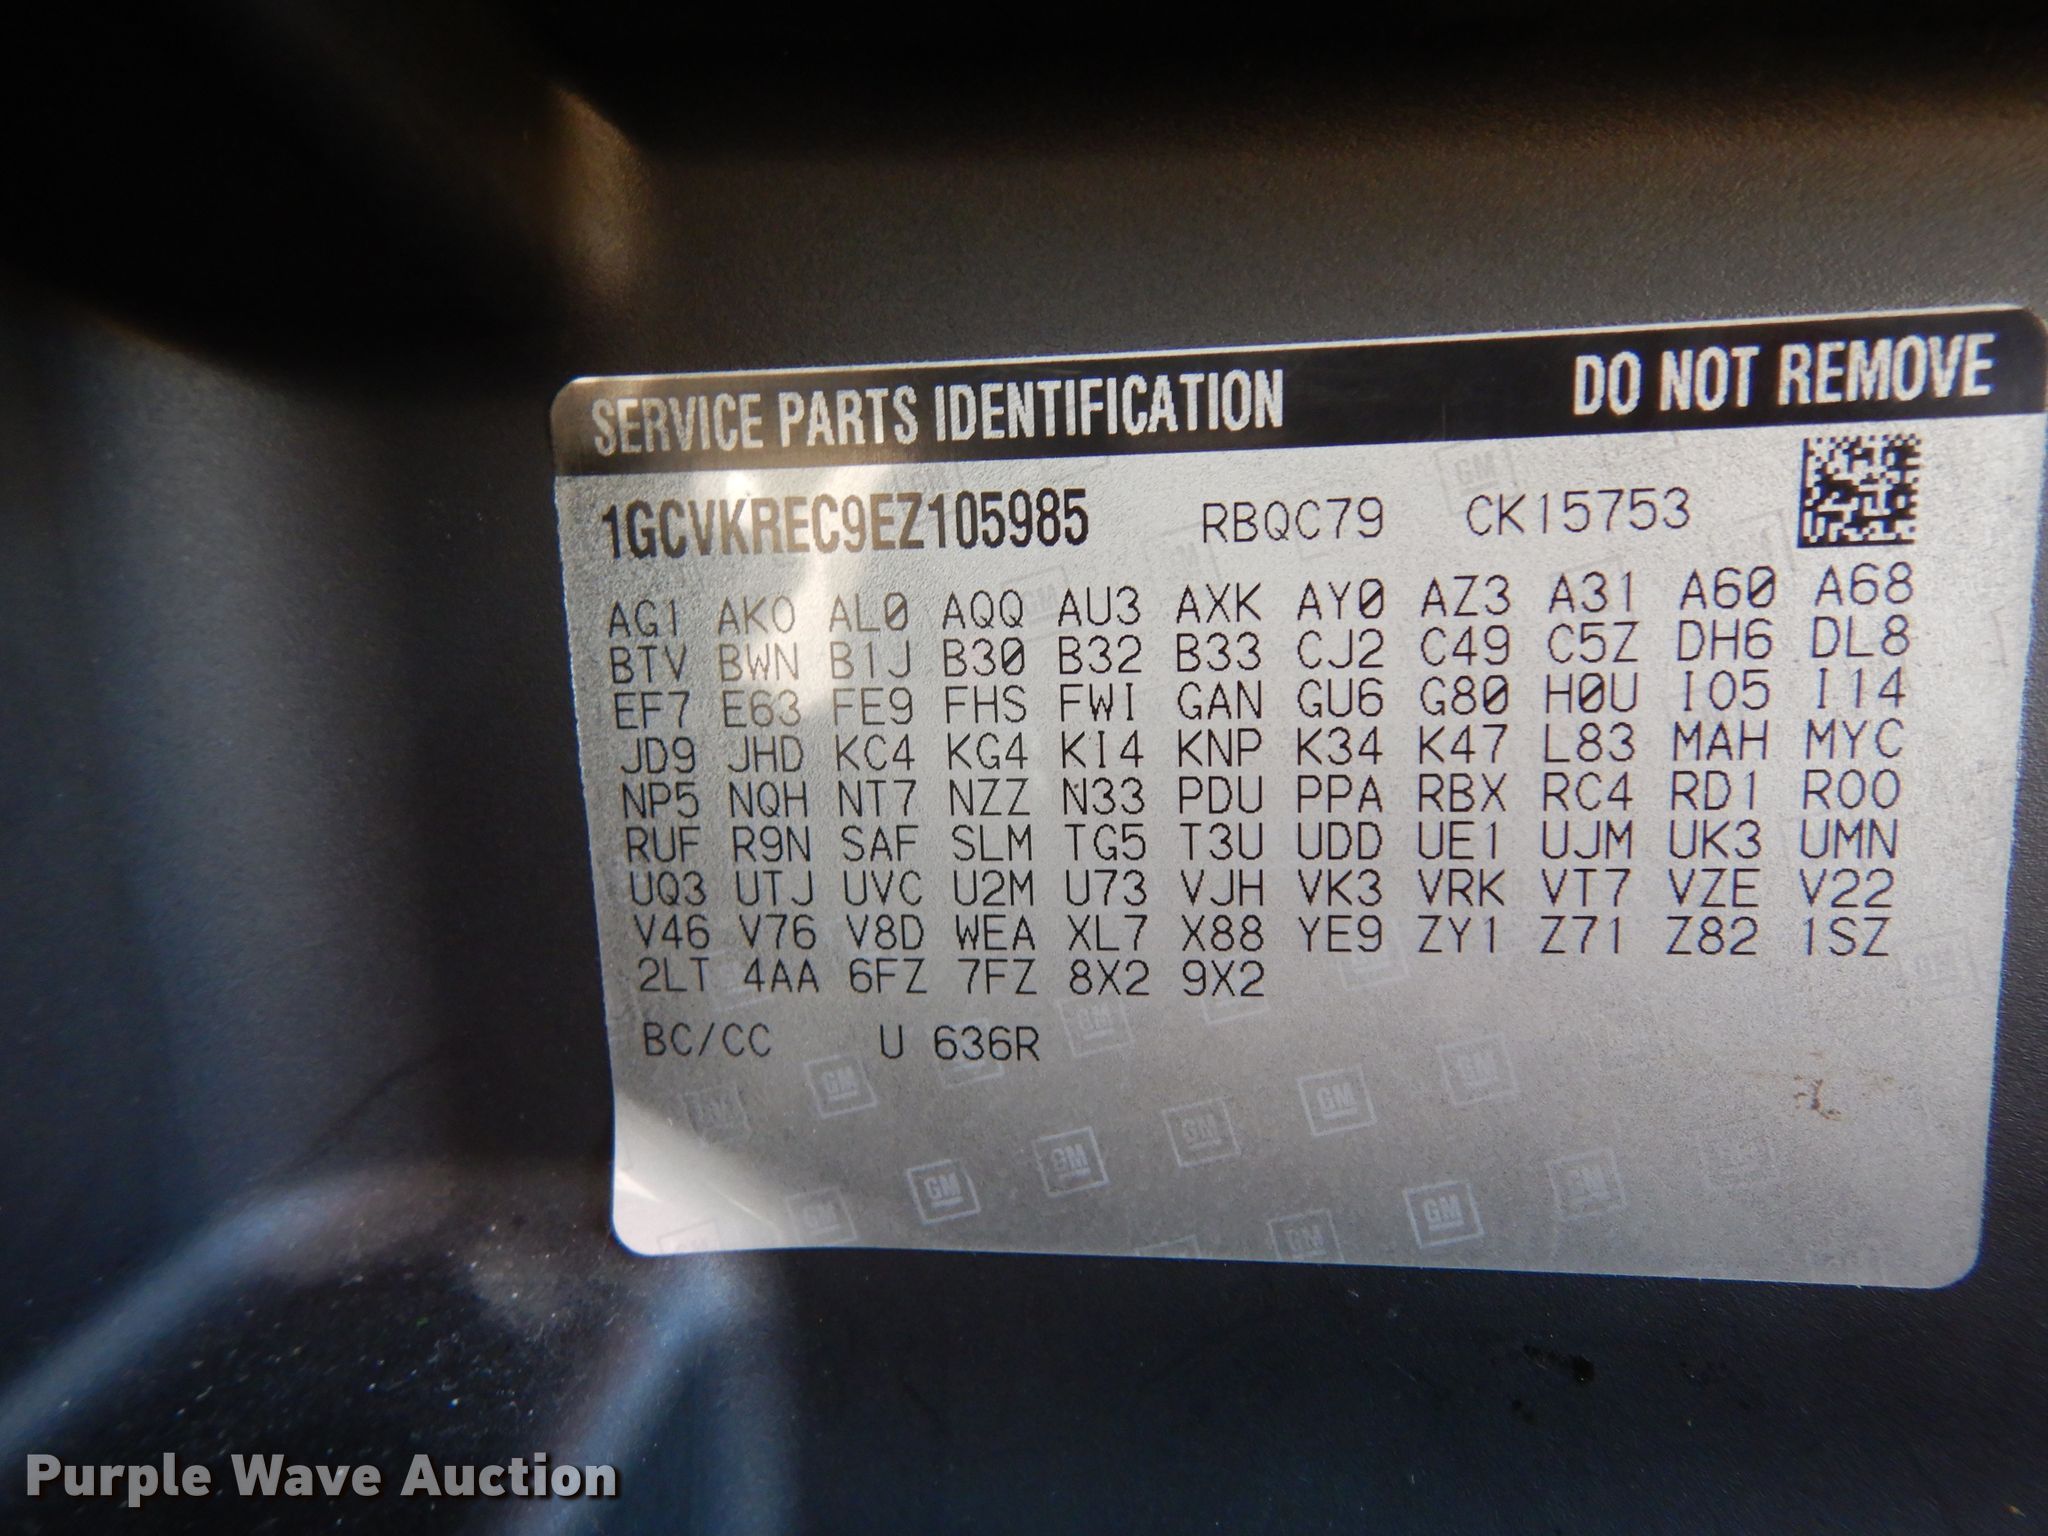 SERVICE PARTS IDENTIFICATION DO NOT REMOVE
1GCVKREC9EZ105985 RBQC79 CK15753
AG1 AKO AL0 AQQ AU3 AXK AY0 AZ3 A31 A60 A68
BTV BWN B1J B30 B32 B33 CJ2 C49 C5Z DH6 DL8
EF7 E63 FE9 FHS FWI GAN GU6 G80 H0U I05 I14
JD9 JHD KC4 KG4 KI4 KNP K34 K47 L83 MAH MYC
NP5 NQH NT7 NZZ N33 PDU PPA RBX RC4 RD1 ROO
RUF R9N SAF SLM TG5 T3U UDD UE1 UJM UK3 UMN
UQ3 UTJ UVC U2M U73 VJH VK3 VRK VT7 VZE V22
V46 V76 V8D WEA XL7 X88 YE9 ZY1 Z71 Z82 1SZ
2LT 4AA 6FZ 7FZ 8X2 9X2
BC/CC U 636R
Purple Wave Auction